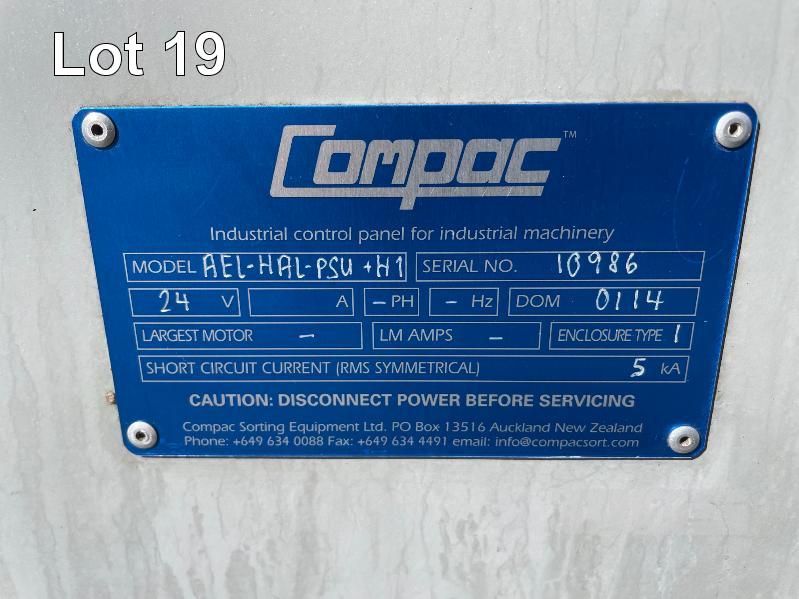 Lot 19
Compac™
Industrial control panel for industrial machinery
MODEL AEL-HAL-PSU +H1 SERIAL NO. 10986
24 V A - PH - Hz DOM 0114
LARGEST MOTOR - LM AMPS - ENCLOSURE TYPE 1
SHORT CIRCUIT CURRENT (RMS SYMMETRICAL) 5 kA
CAUTION: DISCONNECT POWER BEFORE SERVICING
Compac Sorting Equipment Ltd. PO Box 13516 Auckland New Zealand
Phone: +649 634 0088 Fax: +649 634 4491 email: info@compacsort.com